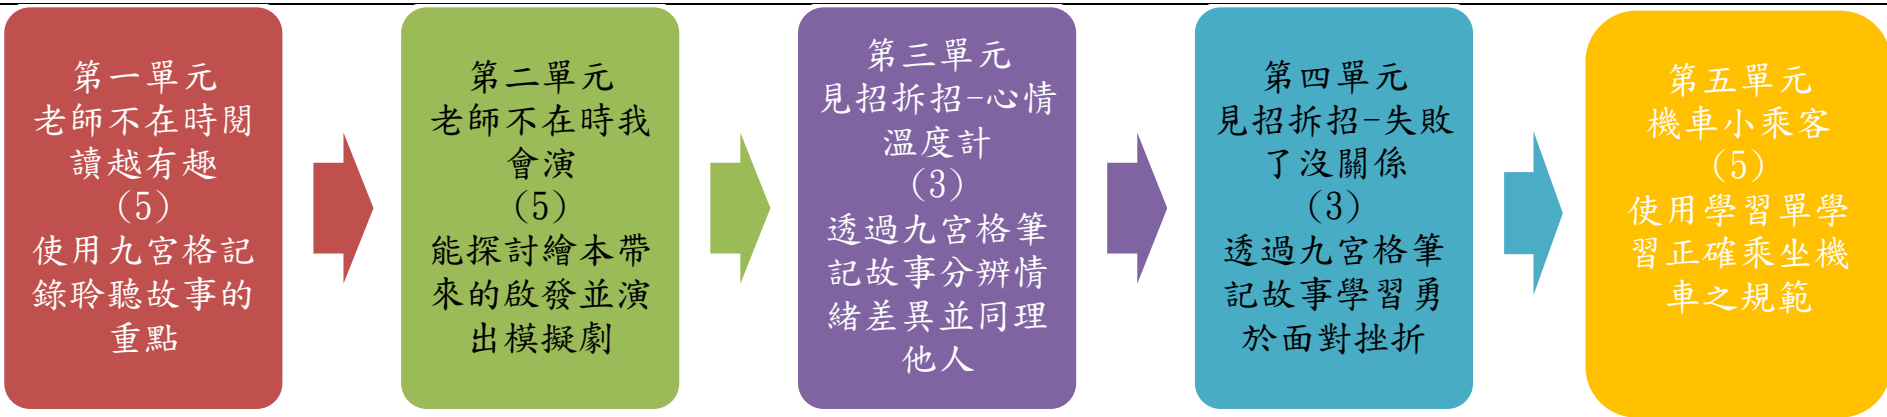 第一單元
老師不在時閱
讀越有趣
(5)
使用九宮格記
錄聆聽故事的
重點
第二單元
老師不在時我
會演
(5)
能探討繪本帶
來的啟發並演
出模擬劇
第三單元
見招拆招-心情
溫度計
(3)
透過九宮格筆
記故事分辨情
緒差異並同理
他人
第四單元
見招拆招-失敗
了沒關係
(3)
透過九宮格筆
記故事學習勇
於面對挫折
第五單元
機車小乘客
(5)
使用學習單學
習正確乘坐機
車之規範